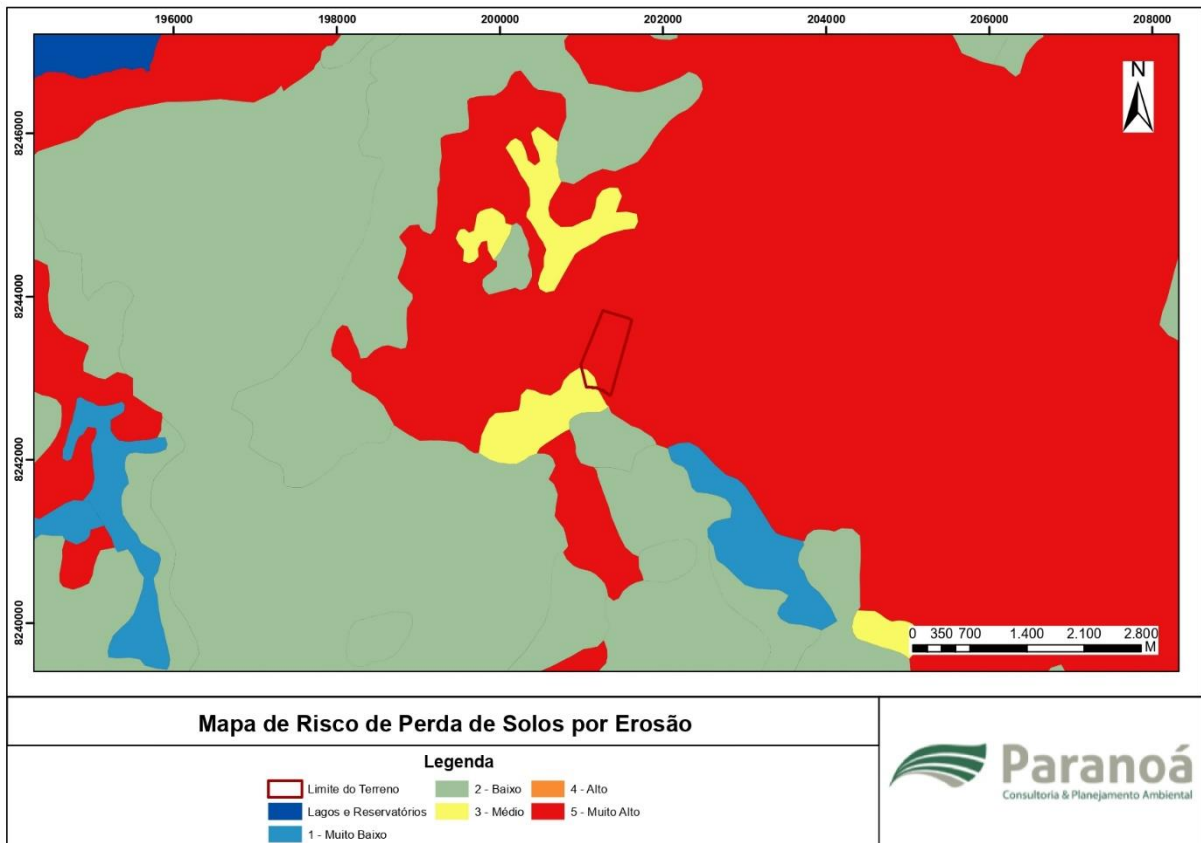 196000 198000 200000 202000 204000 206000 208000
8246000
8244000
8242000
8240000
N
0 350 700 1.400 2.100 2.800
M
Mapa de Risco de Perda de Solos por Erosão
Legenda
Limite do Terreno 2 - Baixo 4 - Alto
Lagos e Reservatórios 3 - Médio 5 - Muito Alto
1 - Muito Baixo
Paranoá
Consultoria & Planejamento Ambiental